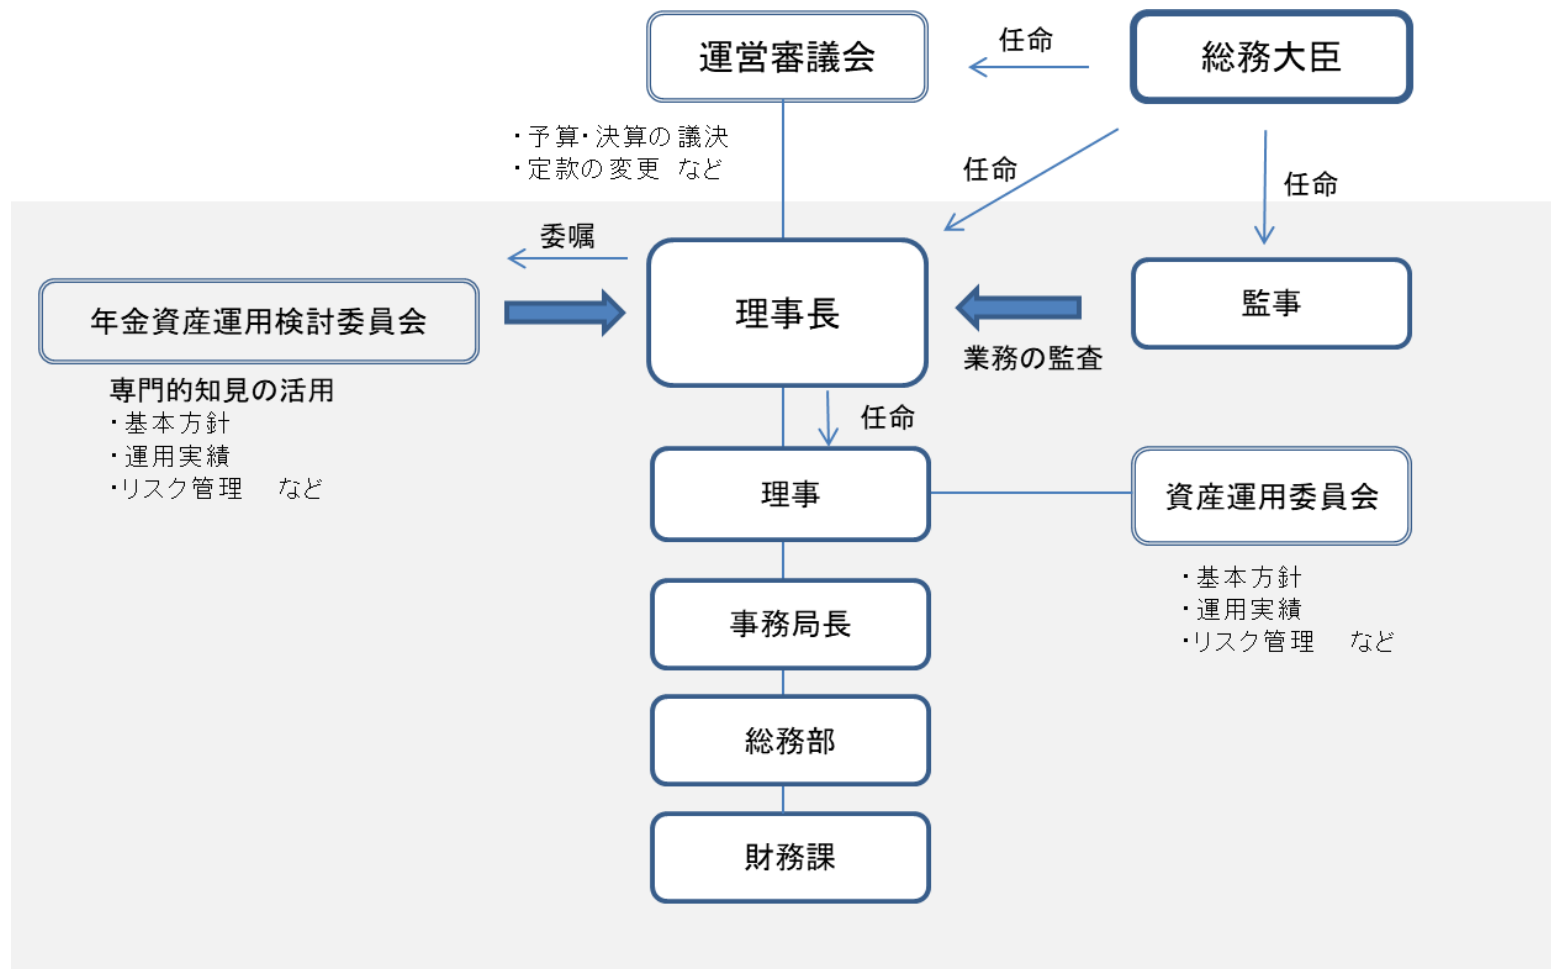 運営審議会
任命
総務大臣
・予算・決算の議決
・定款の変更 など
任命
任命
委嘱
年金資産運用検討委員会
理事長
監事
業務の監査
専門的知見の活用
・基本方針
・運用実績
・リスク管理 など
任命
理事
資産運用委員会
・基本方針
・運用実績
・リスク管理 など
事務局長
総務部
財務課